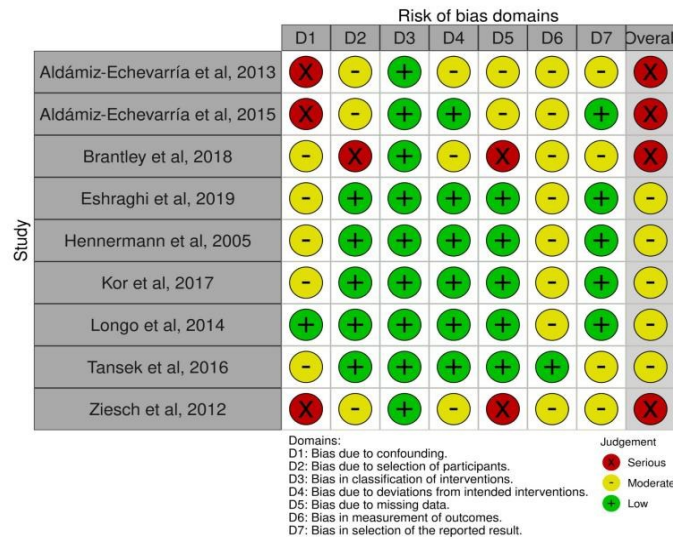 Risk of bias domains
D1 D2 D3 D4 D5 D6 D7 Overall
Study
Aldámiz-Echevarría et al, 2013 X - + - - - - X
Aldámiz-Echevarría et al, 2015 X - + + - - + X
Brantley et al, 2018 - X + - X - - X
Eshraghi et al, 2019 - + + + + - + -
Hennermann et al, 2005 - + + + + - + -
Kor et al, 2017 - + + + + - + -
Longo et al, 2014 + + + + + - + -
Tansek et al, 2016 - + + + + + - -
Ziesch et al, 2012 X - + - X - - X
Domains:
D1: Bias due to confounding.
D2: Bias due to selection of participants.
D3: Bias in classification of interventions.
D4: Bias due to deviations from intended interventions.
D5: Bias due to missing data.
D6: Bias in measurement of outcomes.
D7: Bias in selection of the reported result.
Judgement
X Serious
- Moderate
+ Low